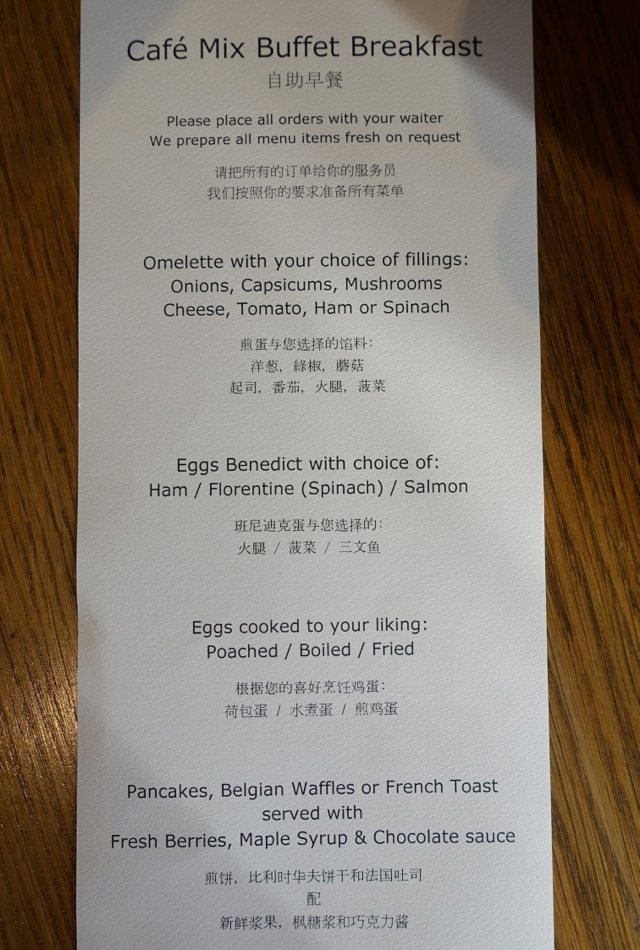 Café Mix Buffet Breakfast
自助早餐
Please place all orders with your waiter
We prepare all menu items fresh on request
请把所有的订单给你的服务员
我们按照你的要求准备所有菜单
Omelette with your choice of fillings:
Onions, Capsicums, Mushrooms
Cheese, Tomato, Ham or Spinach
煎蛋与您选择的馅料:
洋葱, 綠椒, 蘑菇
起司, 番茄, 火腿, 菠菜
Eggs Benedict with choice of:
Ham / Florentine (Spinach) / Salmon
班尼迪克蛋与您选择的:
火腿 / 菠菜 / 三文鱼
Eggs cooked to your liking:
Poached / Boiled / Fried
根据您的喜好烹饪鸡蛋:
荷包蛋 / 水煮蛋 / 煎鸡蛋
Pancakes, Belgian Waffles or French Toast
served with
Fresh Berries, Maple Syrup & Chocolate sauce
煎饼, 比利时华夫饼干和法国吐司
配
新鲜浆果, 枫糖浆和巧克力酱